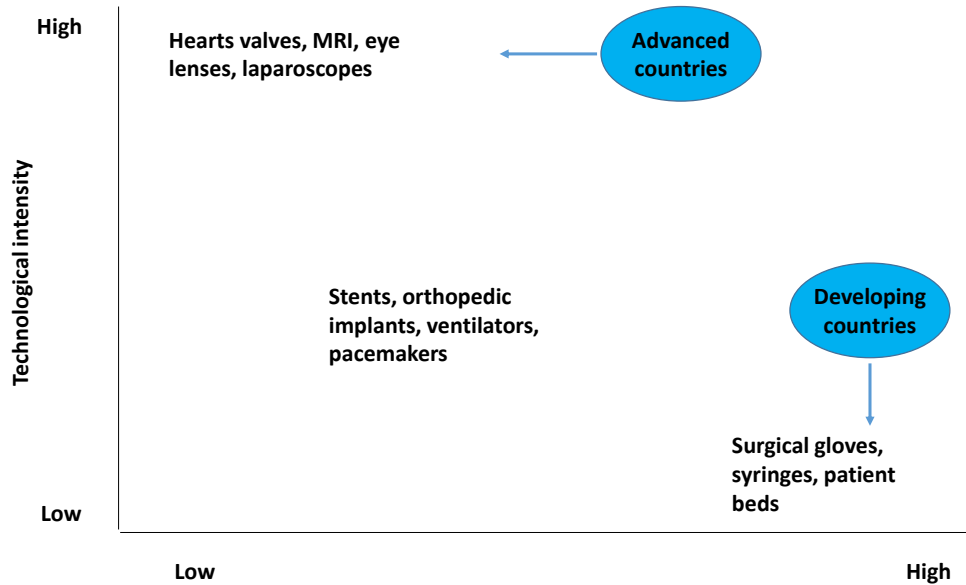 High
Hearts valves, MRI, eye
lenses, laparoscopes
Advanced
countries
Technological intensity
Stents, orthopedic
implants, ventilators,
pacemakers
Developing
countries
Surgical gloves,
syringes, patient
beds
Low
Low
High